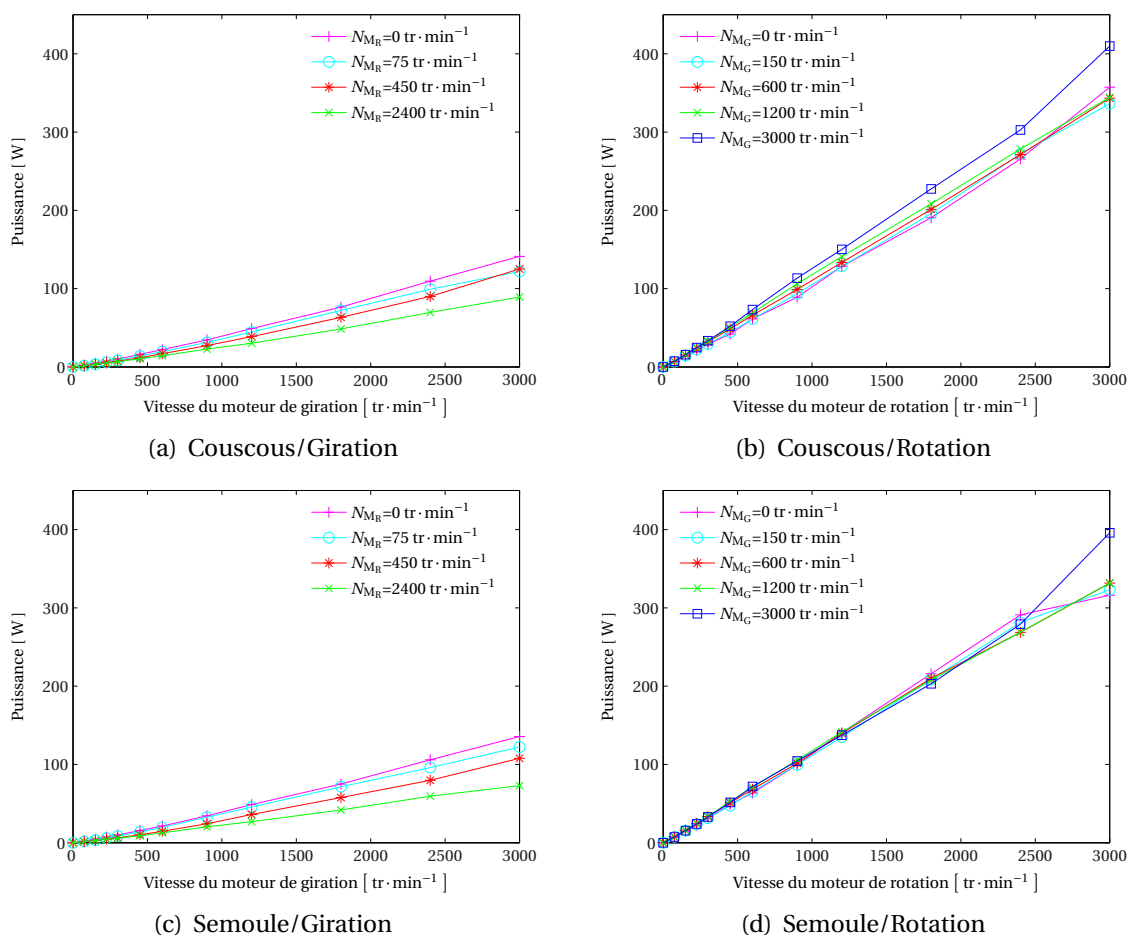 Puissance [ W ]
400
300
200
100
0
N_MR=0 tr·min⁻¹
N_MR=75 tr·min⁻¹
N_MR=450 tr·min⁻¹
N_MR=2400 tr·min⁻¹
0 500 1000 1500 2000 2500 3000
Vitesse du moteur de giration [ tr·min⁻¹ ]
(a) Couscous/Giration
Puissance [ W ]
400
300
200
100
0
N_MG=0 tr·min⁻¹
N_MG=150 tr·min⁻¹
N_MG=600 tr·min⁻¹
N_MG=1200 tr·min⁻¹
N_MG=3000 tr·min⁻¹
0 500 1000 1500 2000 2500 3000
Vitesse du moteur de rotation [ tr·min⁻¹ ]
(b) Couscous/Rotation
Puissance [ W ]
400
300
200
100
0
N_MR=0 tr·min⁻¹
N_MR=75 tr·min⁻¹
N_MR=450 tr·min⁻¹
N_MR=2400 tr·min⁻¹
0 500 1000 1500 2000 2500 3000
Vitesse du moteur de giration [ tr·min⁻¹ ]
(c) Semoule/Giration
Puissance [ W ]
400
300
200
100
0
N_MG=0 tr·min⁻¹
N_MG=150 tr·min⁻¹
N_MG=600 tr·min⁻¹
N_MG=1200 tr·min⁻¹
N_MG=3000 tr·min⁻¹
0 500 1000 1500 2000 2500 3000
Vitesse du moteur de rotation [ tr·min⁻¹ ]
(d) Semoule/Rotation